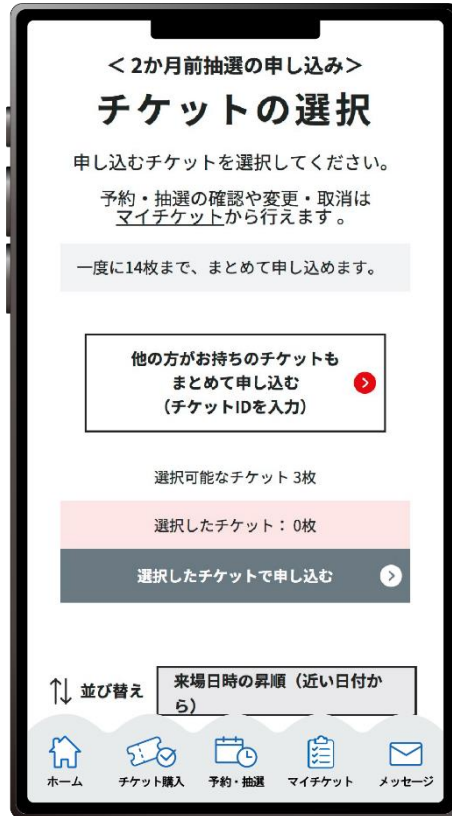 ＜2か月前抽選の申し込み＞
チケットの選択
申し込むチケットを選択してください。
予約・抽選の確認や変更・取消は
マイチケットから行えます 。
一度に14枚まで、まとめて申し込めます。
他の方がお持ちのチケットも
まとめて申し込む
（チケットIDを入力）
選択可能なチケット 3枚
選択したチケット： 0枚
選択したチケットで申し込む
並び替え
来場日時の昇順（近い日付か
ら）
ホーム
チケット購入
予約・抽選
マイチケット
メッセージ